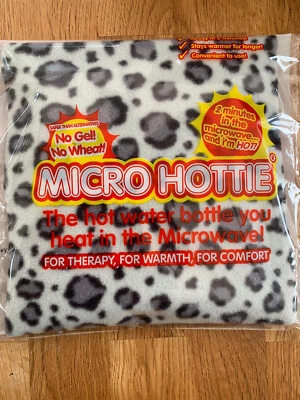 ✓ Stays warmer for longer!
✓ Convenient to use!
SAFER THAN ALTERNATIVES
No Gel!
No Wheat!
2 minutes
in the
microwave...
and I'm HOT!
MICRO HOTTIE®
The hot water bottle you
heat in the Microwave!
FOR THERAPY, FOR WARMTH, FOR COMFORT